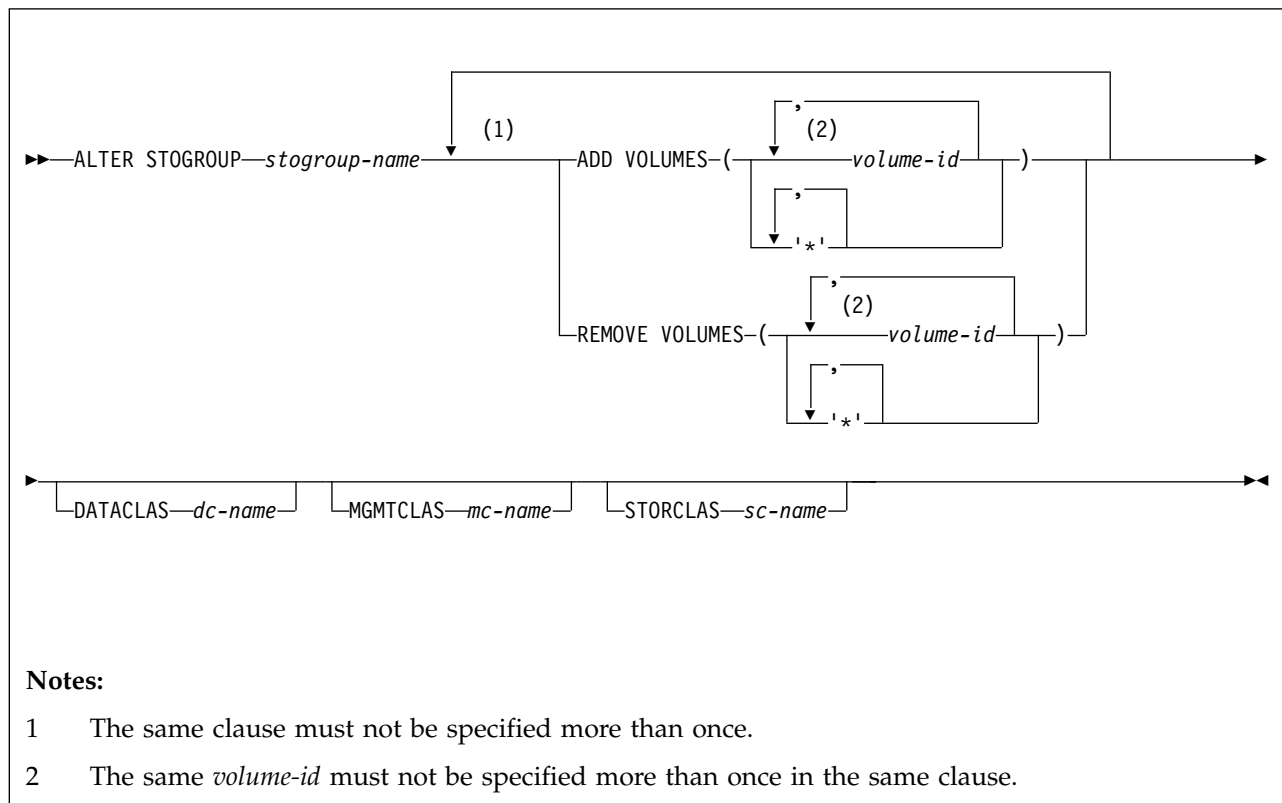 ,
(1) (2)
ALTER STOGROUP stogroup-name ADD VOLUMES ( volume-id )
,
'*'
,
(2)
REMOVE VOLUMES ( volume-id )
,
'*'
DATACLAS dc-name MGMTCLAS mc-name STORCLAS sc-name
Notes:
1 The same clause must not be specified more than once.
2 The same volume-id must not be specified more than once in the same clause.